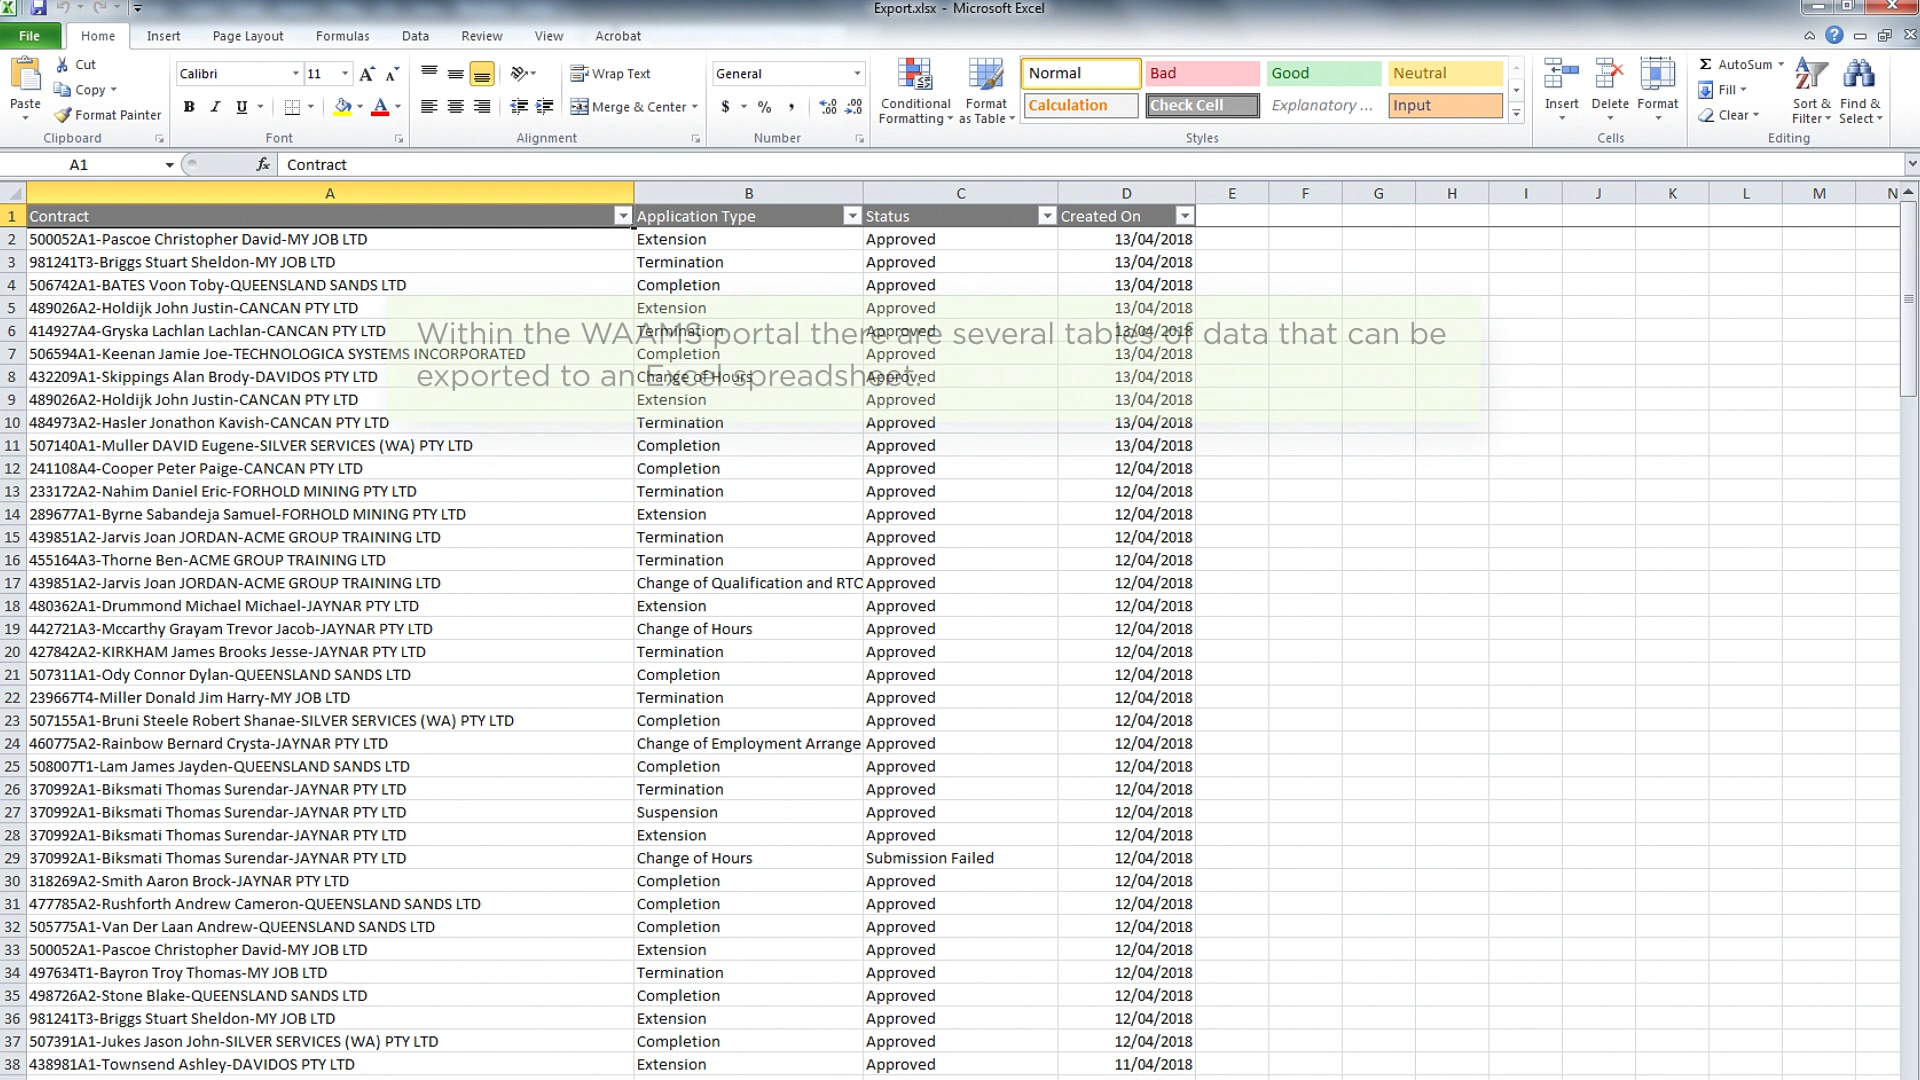 Export.xlsx - Microsoft Excel
File Home Insert Page Layout Formulas Data Review View Acrobat
Paste Cut Copy Format Painter Clipboard
Calibri 11 B I U Font
Wrap Text Merge & Center Alignment
General $ % , Number
Conditional Formatting Format as Table Normal Bad Good Neutral Calculation Check Cell Explanatory ... Input Styles
Insert Delete Format Cells
Σ AutoSum Fill Clear Sort & Filter Find & Select Editing
A1 fx Contract
A B C D E F G H I J K L M N
1 Contract Application Type Status Created On
2 500052A1-Pascoe Christopher David-MY JOB LTD Extension Approved 13/04/2018
3 981241T3-Briggs Stuart Sheldon-MY JOB LTD Termination Approved 13/04/2018
4 506742A1-BATES Voon Toby-QUEENSLAND SANDS LTD Completion Approved 13/04/2018
5 489026A2-Holdijk John Justin-CANCAN PTY LTD Extension Approved 13/04/2018
6 414927A4-Gryska Lachlan Lachlan-CANCAN PTY LTD Termination Approved 13/04/2018
Within the WAAMS portal there are several tables of data that can be
7 506594A1-Keenan Jamie Joe-TECHNOLOGICA SYSTEMS INCORPORATED Completion Approved 13/04/2018
8 432209A1-Skippings Alan Brody-DAVIDOS PTY LTD Change of Hours Approved 13/04/2018
exported to an Excel spreadsheet.
9 489026A2-Holdijk John Justin-CANCAN PTY LTD Extension Approved 13/04/2018
10 484973A2-Hasler Jonathon Kavish-CANCAN PTY LTD Termination Approved 13/04/2018
11 507140A1-Muller DAVID Eugene-SILVER SERVICES (WA) PTY LTD Completion Approved 13/04/2018
12 241108A4-Cooper Peter Paige-CANCAN PTY LTD Completion Approved 12/04/2018
13 233172A2-Nahim Daniel Eric-FORHOLD MINING PTY LTD Termination Approved 12/04/2018
14 289677A1-Byrne Sabandeja Samuel-FORHOLD MINING PTY LTD Extension Approved 12/04/2018
15 439851A2-Jarvis Joan JORDAN-ACME GROUP TRAINING LTD Termination Approved 12/04/2018
16 455164A3-Thorne Ben-ACME GROUP TRAINING LTD Termination Approved 12/04/2018
17 439851A2-Jarvis Joan JORDAN-ACME GROUP TRAINING LTD Change of Qualification and RTO Approved 12/04/2018
18 480362A1-Drummond Michael Michael-JAYNAR PTY LTD Extension Approved 12/04/2018
19 442721A3-Mccarthy Grayam Trevor Jacob-JAYNAR PTY LTD Change of Hours Approved 12/04/2018
20 427842A2-KIRKHAM James Brooks Jesse-JAYNAR PTY LTD Termination Approved 12/04/2018
21 507311A1-Ody Connor Dylan-QUEENSLAND SANDS LTD Completion Approved 12/04/2018
22 239667T4-Miller Donald Jim Harry-MY JOB LTD Termination Approved 12/04/2018
23 507155A1-Bruni Steele Robert Shanae-SILVER SERVICES (WA) PTY LTD Completion Approved 12/04/2018
24 460775A2-Rainbow Bernard Crysta-JAYNAR PTY LTD Change of Employment Arrange Approved 12/04/2018
25 508007T1-Lam James Jayden-QUEENSLAND SANDS LTD Completion Approved 12/04/2018
26 370992A1-Biksmati Thomas Surendar-JAYNAR PTY LTD Termination Approved 12/04/2018
27 370992A1-Biksmati Thomas Surendar-JAYNAR PTY LTD Suspension Approved 12/04/2018
28 370992A1-Biksmati Thomas Surendar-JAYNAR PTY LTD Extension Approved 12/04/2018
29 370992A1-Biksmati Thomas Surendar-JAYNAR PTY LTD Change of Hours Submission Failed 12/04/2018
30 318269A2-Smith Aaron Brock-JAYNAR PTY LTD Completion Approved 12/04/2018
31 477785A2-Rushforth Andrew Cameron-QUEENSLAND SANDS LTD Completion Approved 12/04/2018
32 505775A1-Van Der Laan Andrew-QUEENSLAND SANDS LTD Completion Approved 12/04/2018
33 500052A1-Pascoe Christopher David-MY JOB LTD Extension Approved 12/04/2018
34 497634T1-Bayron Troy Thomas-MY JOB LTD Termination Approved 12/04/2018
35 498726A2-Stone Blake-QUEENSLAND SANDS LTD Completion Approved 12/04/2018
36 981241T3-Briggs Stuart Sheldon-MY JOB LTD Extension Approved 12/04/2018
37 507391A1-Jukes Jason John-SILVER SERVICES (WA) PTY LTD Completion Approved 12/04/2018
38 438981A1-Townsend Ashley-DAVIDOS PTY LTD Extension Approved 11/04/2018